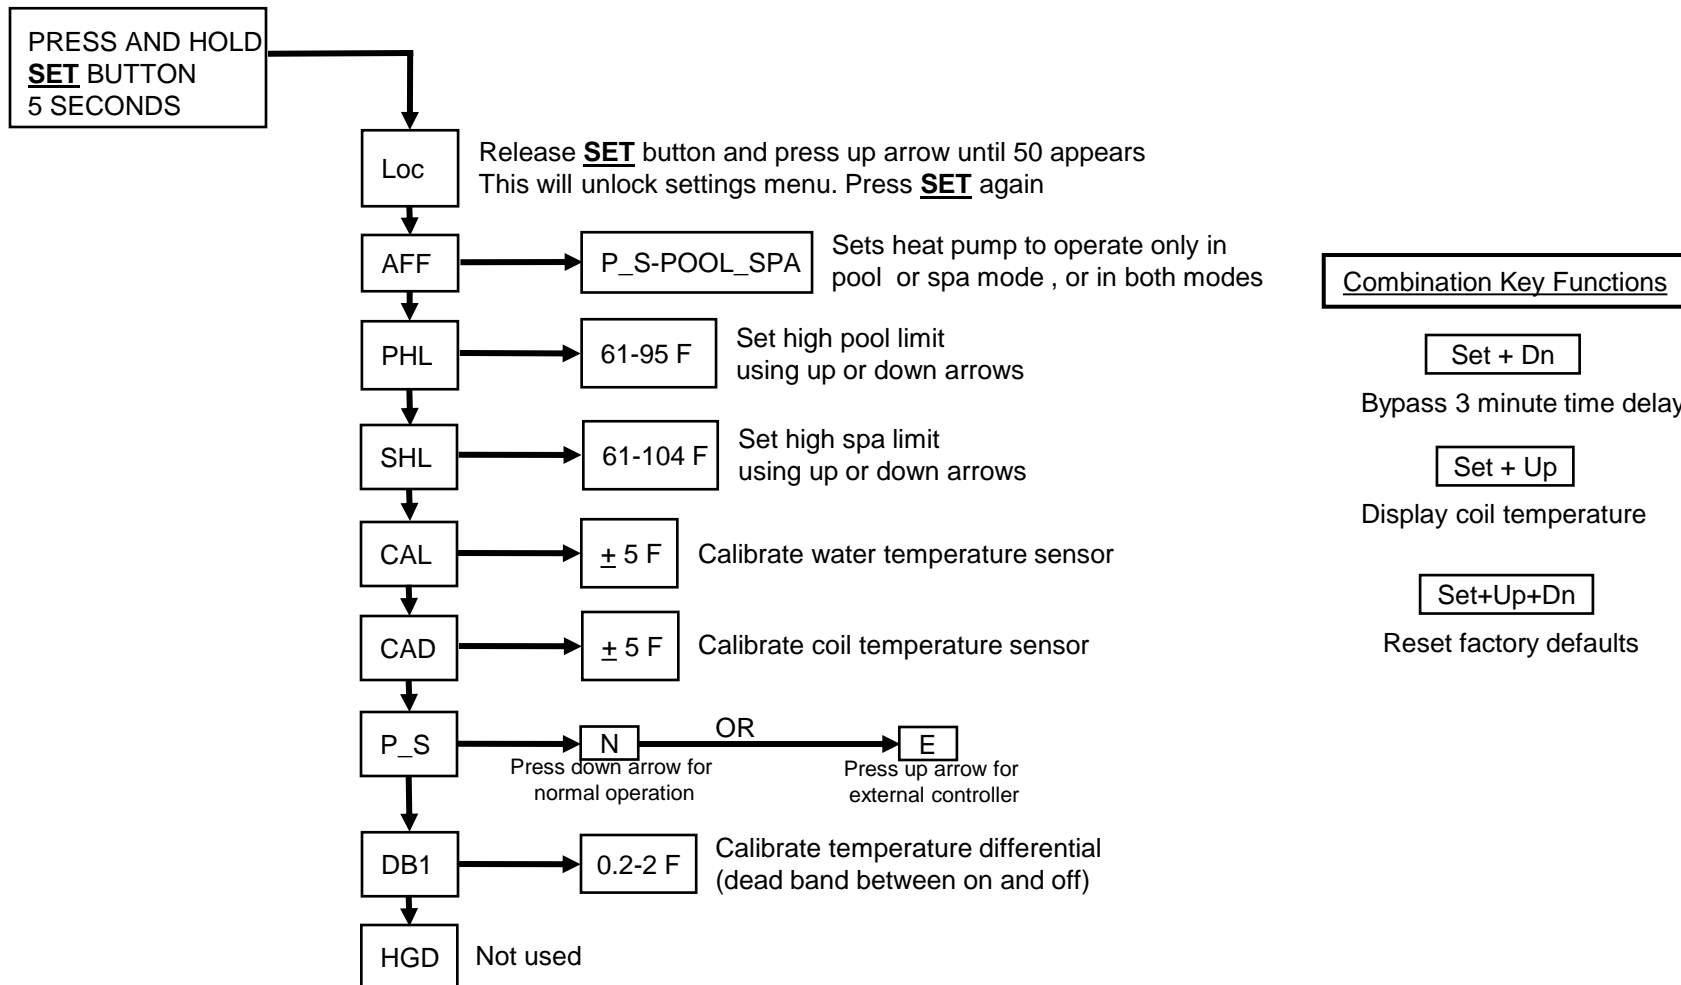 PRESS AND HOLD
SET BUTTON
5 SECONDS
Loc
Release SET button and press up arrow until 50 appears
This will unlock settings menu. Press SET again
AFF
P_S-POOL_SPA
Sets heat pump to operate only in
pool or spa mode , or in both modes
PHL
61-95 F
Set high pool limit
using up or down arrows
SHL
61-104 F
Set high spa limit
using up or down arrows
CAL
± 5 F
Calibrate water temperature sensor
CAD
± 5 F
Calibrate coil temperature sensor
P_S
N
OR
E
Press down arrow for
normal operation
Press up arrow for
external controller
DB1
0.2-2 F
Calibrate temperature differential
(dead band between on and off)
HGD
Not used
Combination Key Functions
Set + Dn
Bypass 3 minute time delay
Set + Up
Display coil temperature
Set+Up+Dn
Reset factory defaults